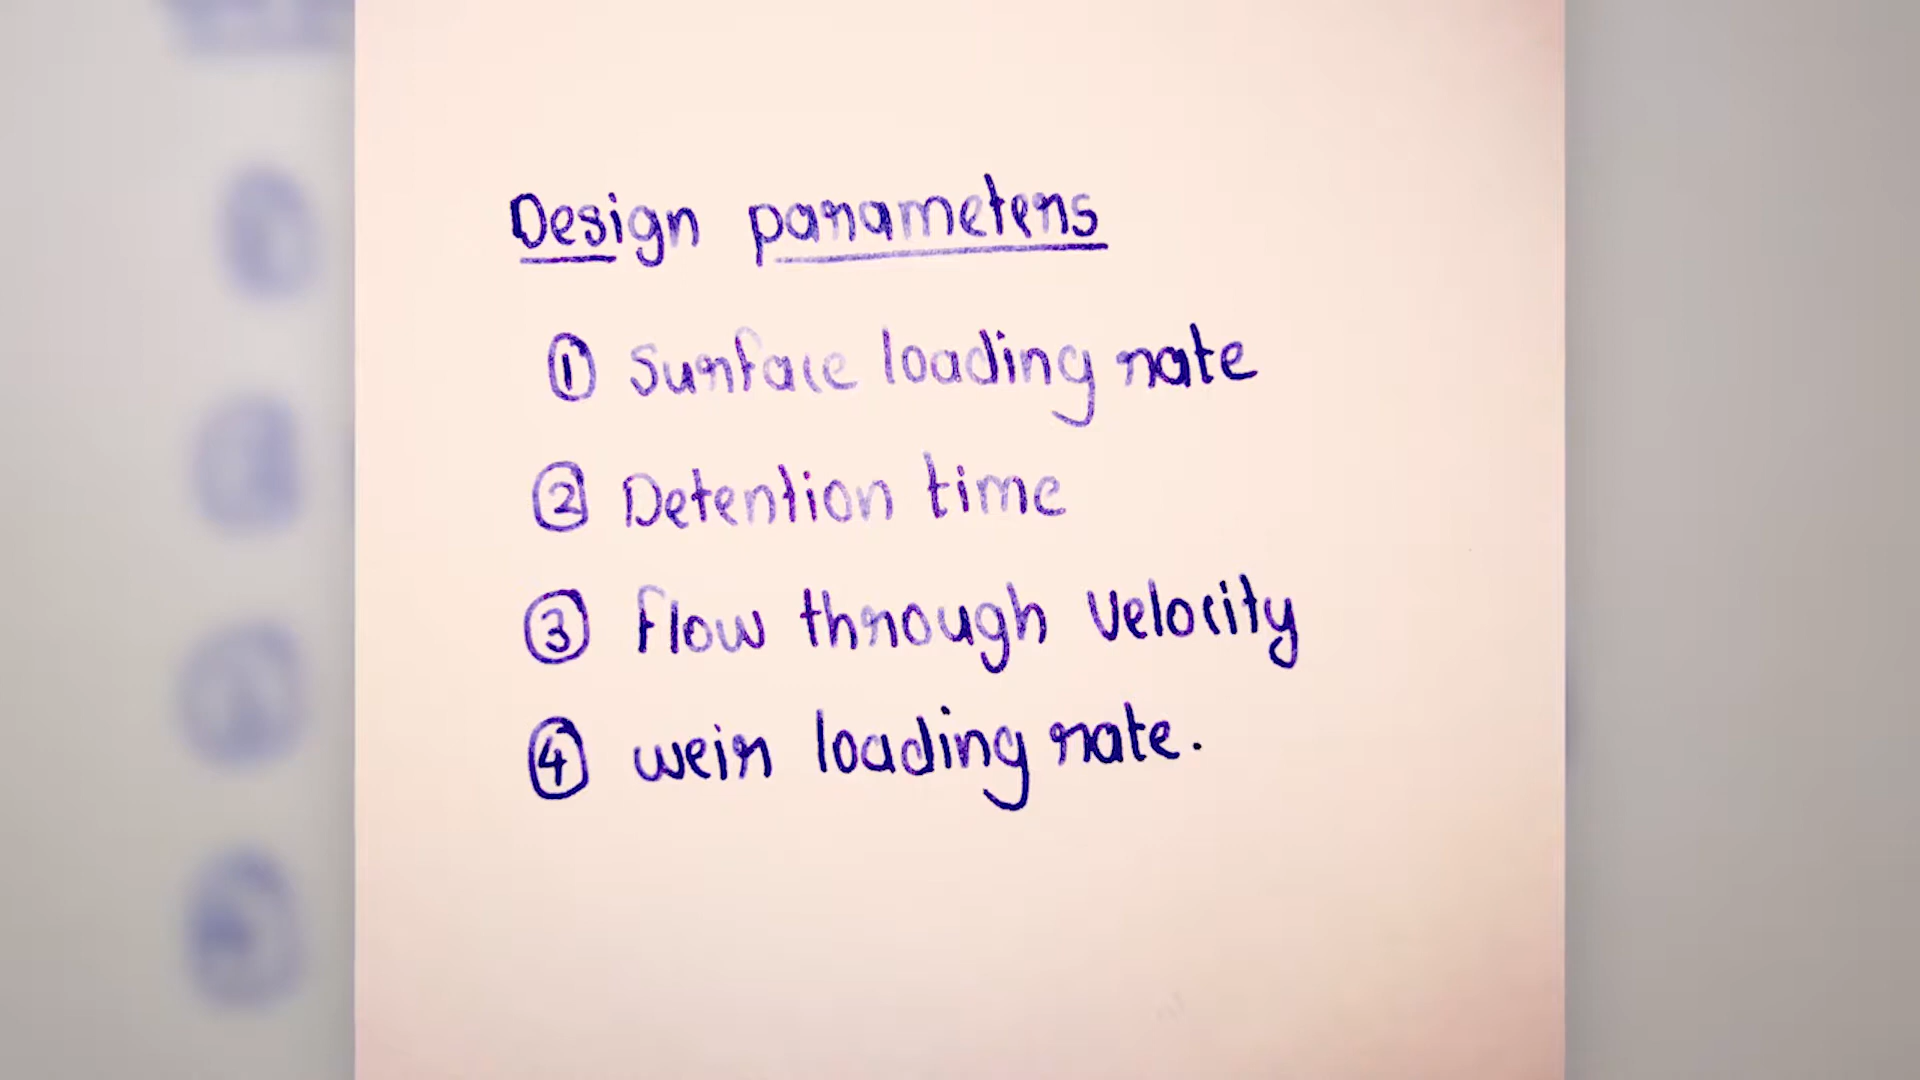 Design parameters
① Surface loading rate
② Detention time
③ flow through velocity
④ weir loading rate.